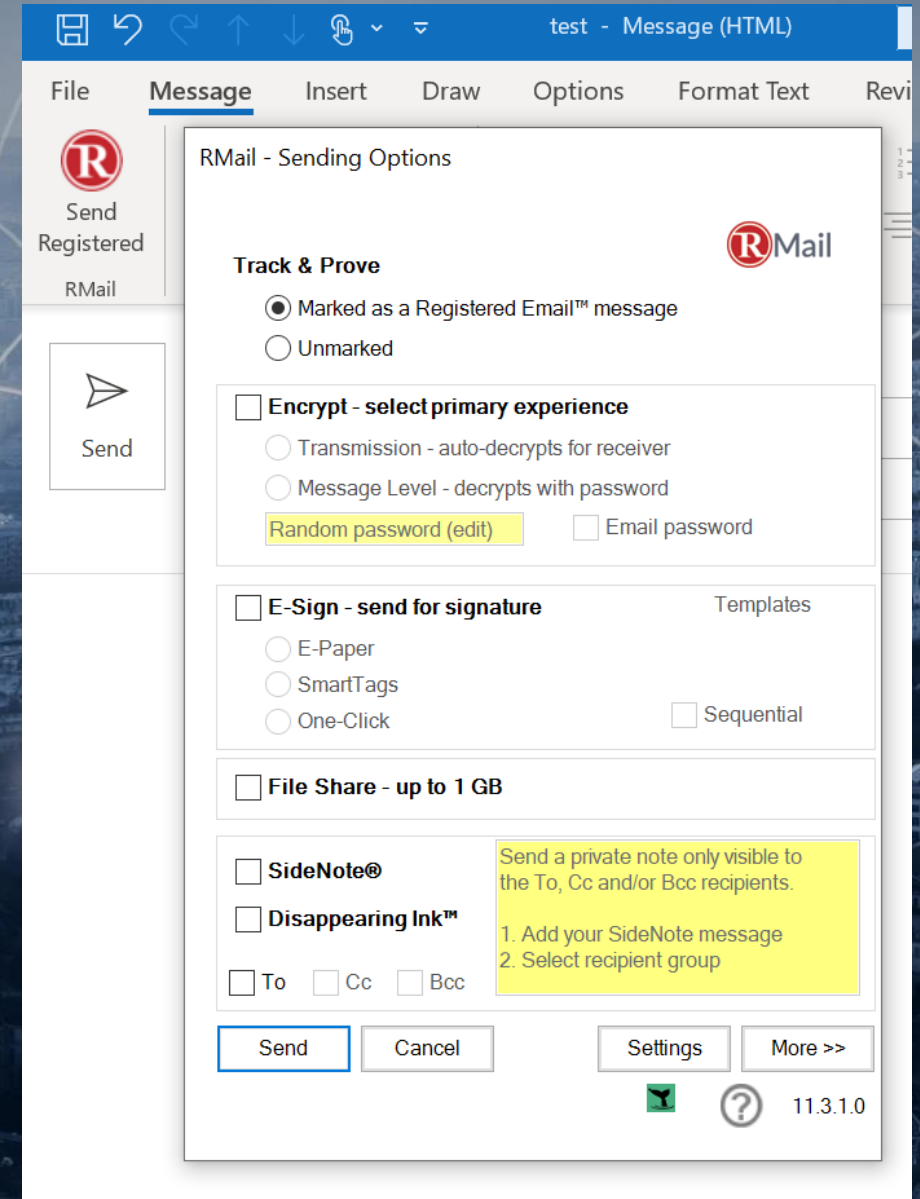 test - Message (HTML)
File Message Insert Draw Options Format Text Revi
R
Send
Registered
RMail
RMail - Sending Options
RMail
Track & Prove
Marked as a Registered Email™ message
Unmarked
Send
Encrypt - select primary experience
Transmission - auto-decrypts for receiver
Message Level - decrypts with password
Random password (edit) Email password
E-Sign - send for signature Templates
E-Paper
SmartTags
One-Click Sequential
File Share - up to 1 GB
SideNote®
Disappearing Ink™
To Cc Bcc
Send a private note only visible to
the To, Cc and/or Bcc recipients.
1. Add your SideNote message
2. Select recipient group
Send Cancel Settings More >>
? 11.3.1.0